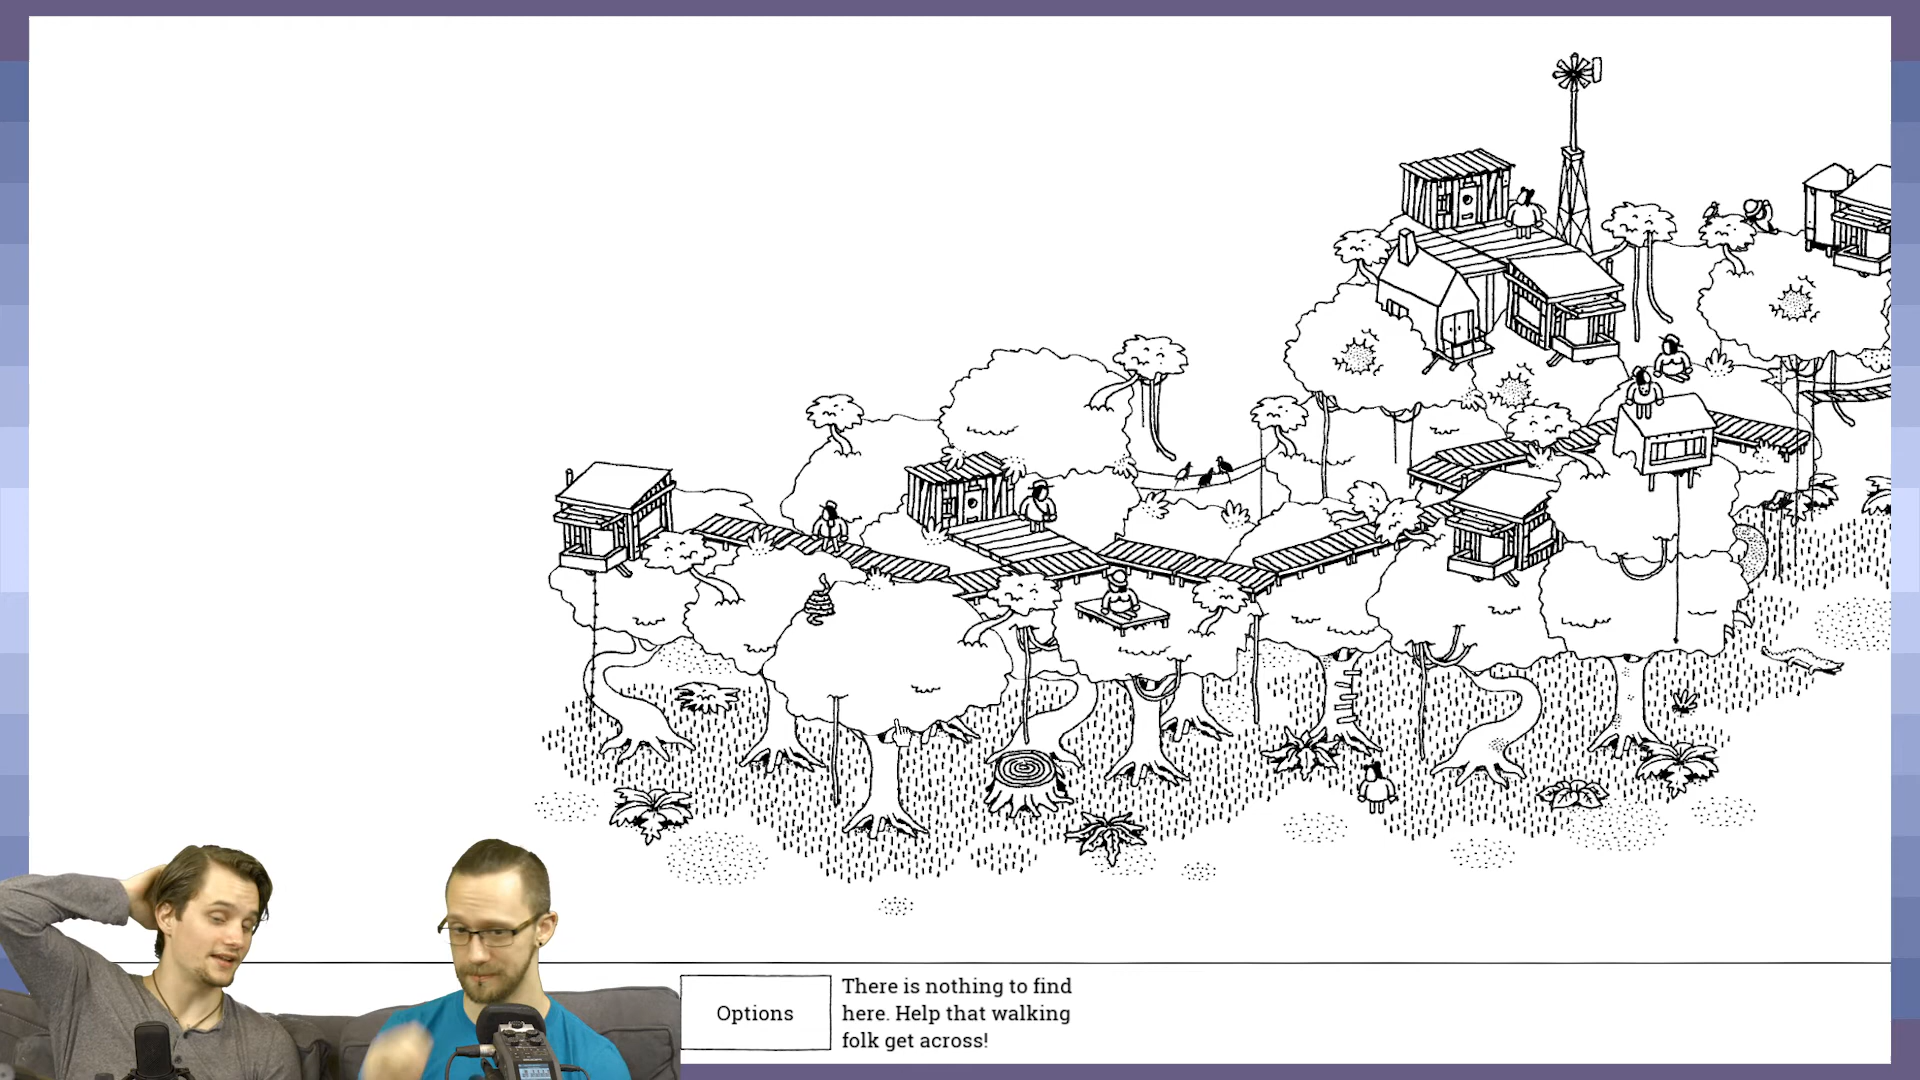 Options
There is nothing to find
here. Help that walking
folk get across!